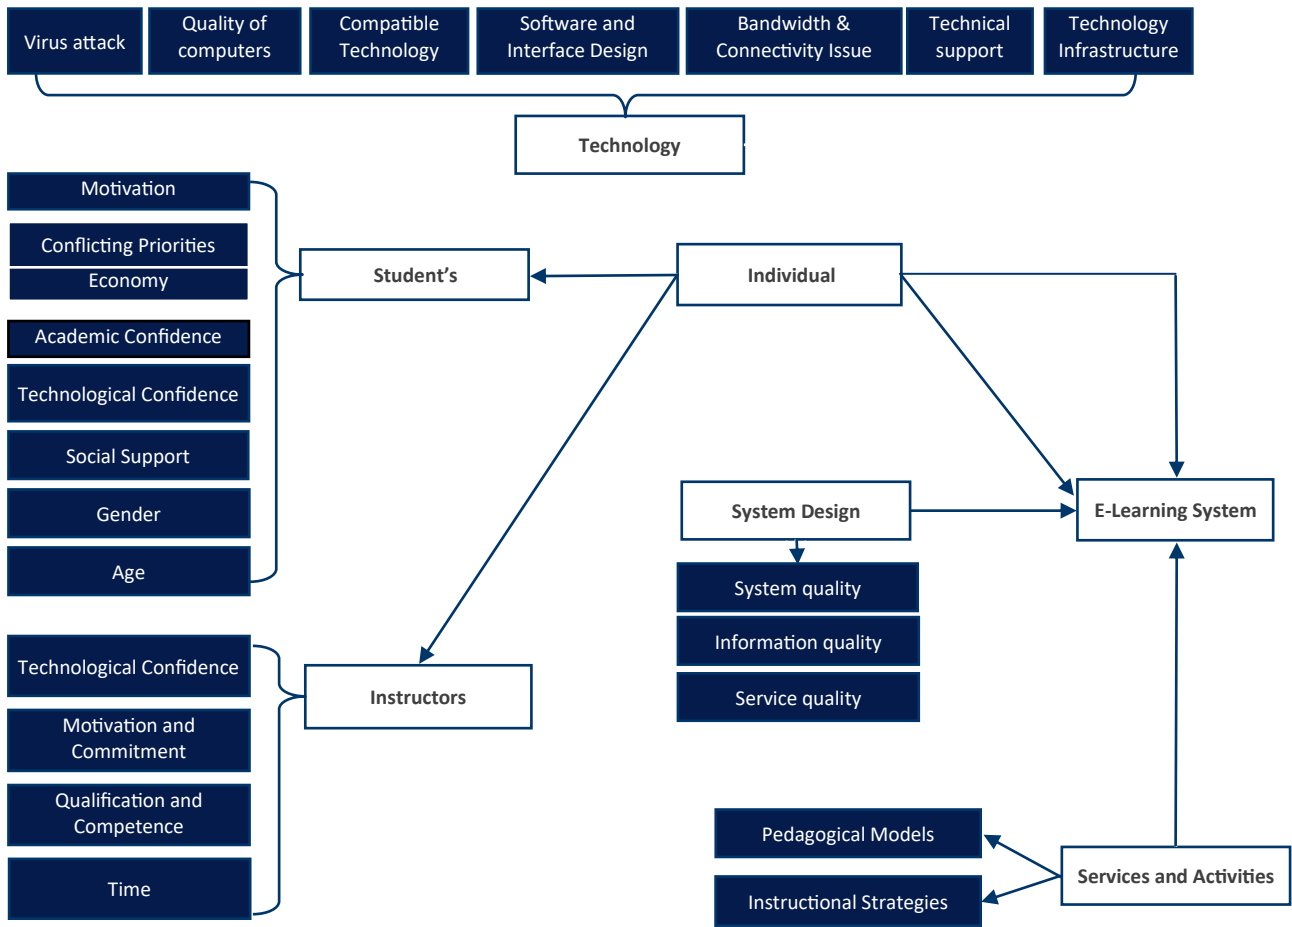 Virus attack
Quality of
computers
Compatible
Technology
Software and
Interface Design
Bandwidth &
Connectivity Issue
Technical
support
Technology
Infrastructure
Technology
Motivation
Conflicting Priorities
Economy
Academic Confidence
Technological Confidence
Social Support
Gender
Age
Student's
Individual
System Design
E-Learning System
System quality
Information quality
Service quality
Technological Confidence
Motivation and
Commitment
Qualification and
Competence
Time
Instructors
Pedagogical Models
Instructional Strategies
Services and Activities